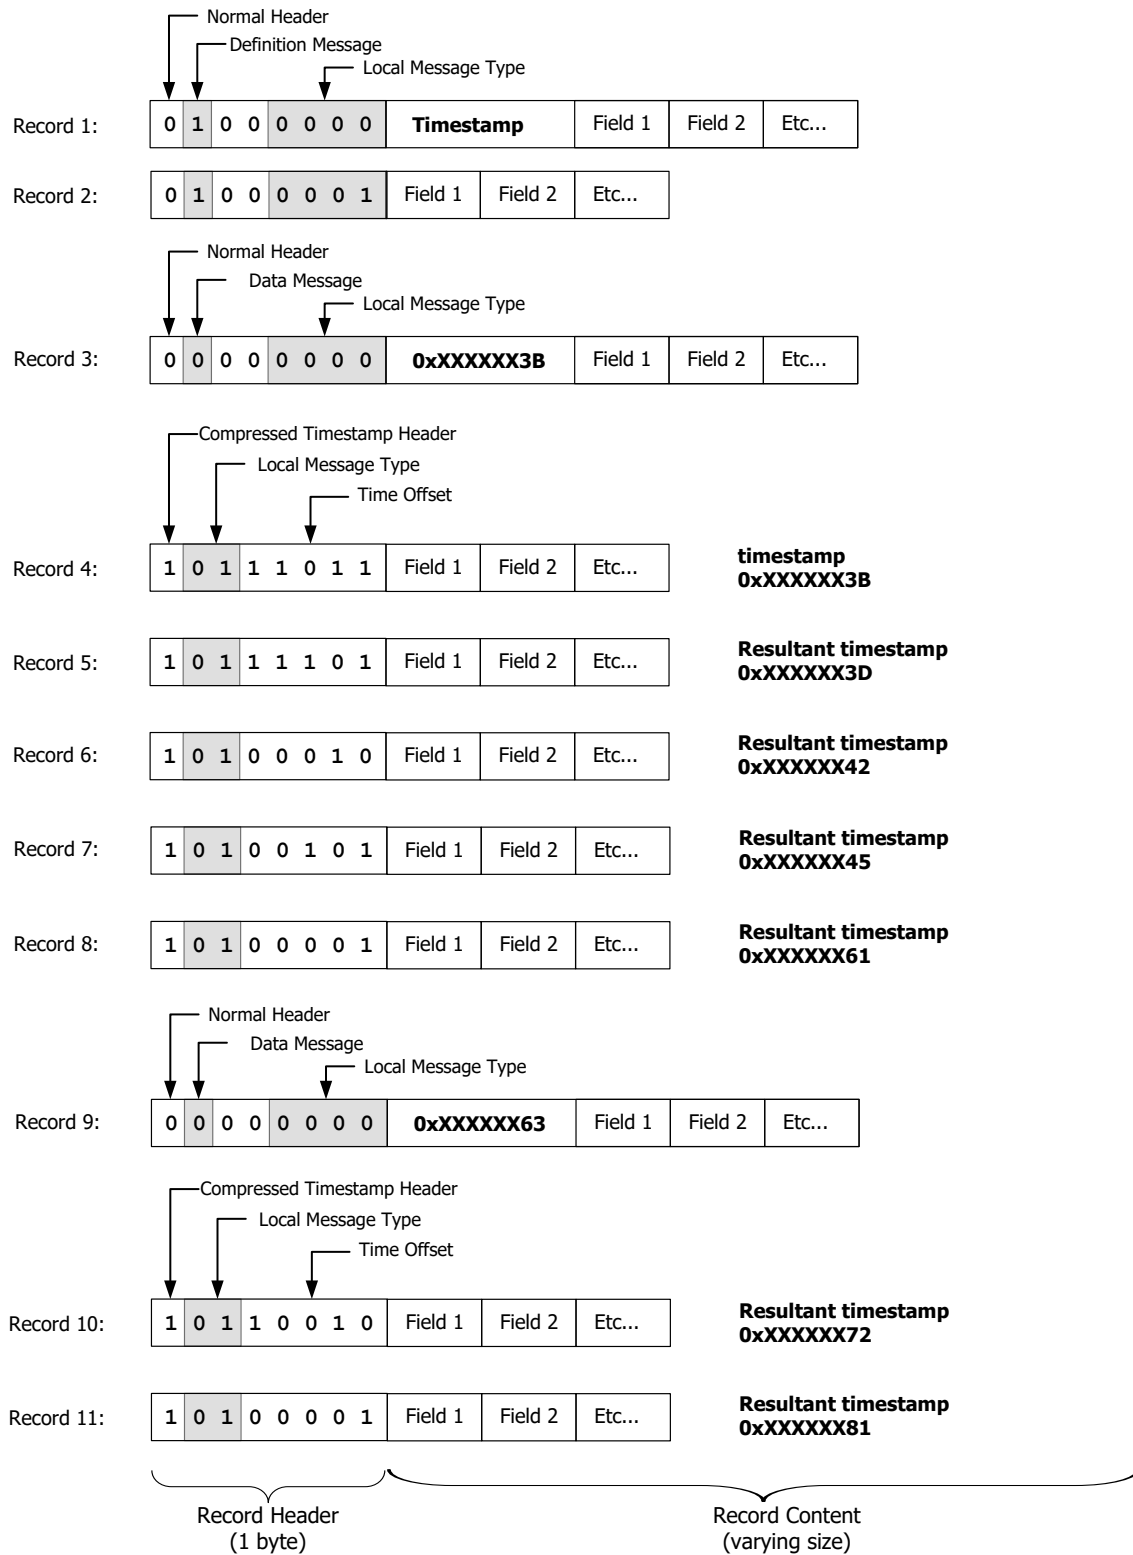 Normal Header
Definition Message
Local Message Type
Record 1: 0 1 0 0 0 0 0 0 Timestamp Field 1 Field 2 Etc...
Record 2: 0 1 0 0 0 0 0 1 Field 1 Field 2 Etc...
Normal Header
Data Message
Local Message Type
Record 3: 0 0 0 0 0 0 0 0 0xXXXXXX3B Field 1 Field 2 Etc...
Compressed Timestamp Header
Local Message Type
Time Offset
Record 4: 1 0 1 1 1 0 1 1 Field 1 Field 2 Etc... timestamp
0xXXXXXX3B
Record 5: 1 0 1 1 1 1 0 1 Field 1 Field 2 Etc... Resultant timestamp
0xXXXXXX3D
Record 6: 1 0 1 0 0 0 1 0 Field 1 Field 2 Etc... Resultant timestamp
0xXXXXXX42
Record 7: 1 0 1 0 0 1 0 1 Field 1 Field 2 Etc... Resultant timestamp
0xXXXXXX45
Record 8: 1 0 1 0 0 0 0 1 Field 1 Field 2 Etc... Resultant timestamp
0xXXXXXX61
Normal Header
Data Message
Local Message Type
Record 9: 0 0 0 0 0 0 0 0 0xXXXXXX63 Field 1 Field 2 Etc...
Compressed Timestamp Header
Local Message Type
Time Offset
Record 10: 1 0 1 1 0 0 1 0 Field 1 Field 2 Etc... Resultant timestamp
0xXXXXXX72
Record 11: 1 0 1 0 0 0 0 1 Field 1 Field 2 Etc... Resultant timestamp
0xXXXXXX81
Record Header
(1 byte)
Record Content
(varying size)